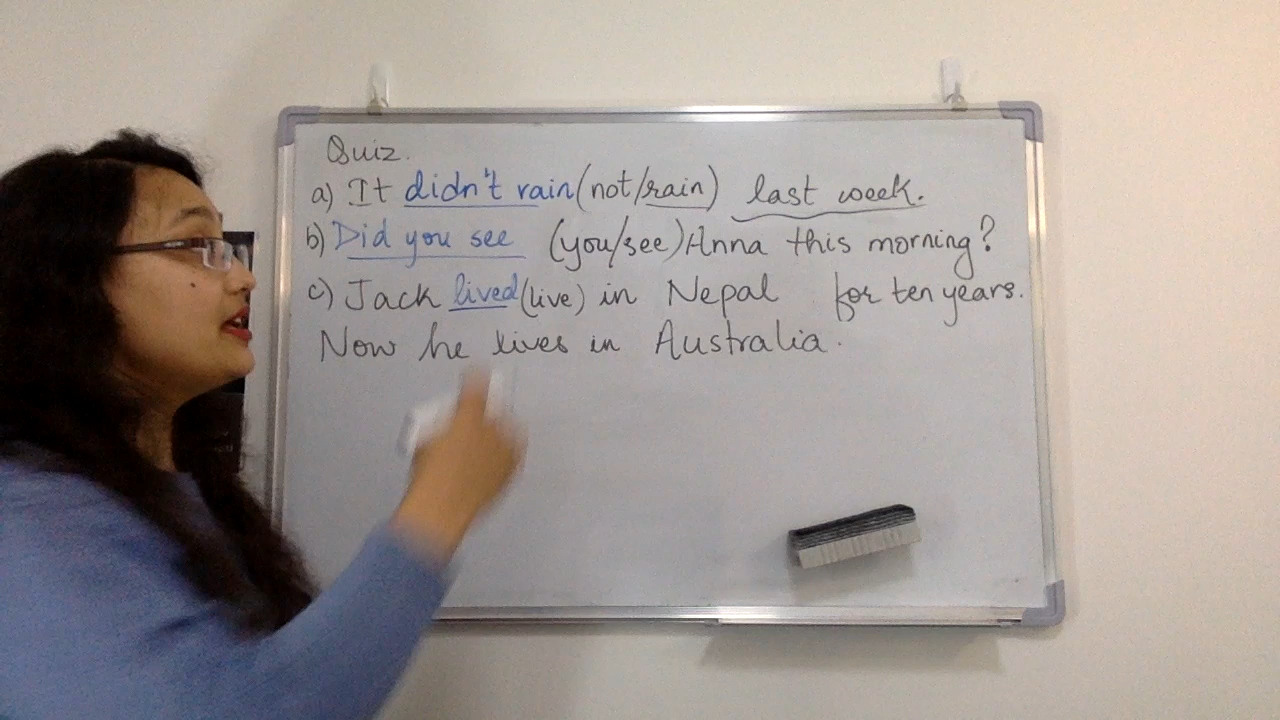 Quiz.
a) It didn't rain (not/rain) last week.
b) Did you see (you/see) Anna this morning?
c) Jack lived (live) in Nepal for ten years.
Now he lives in Australia.